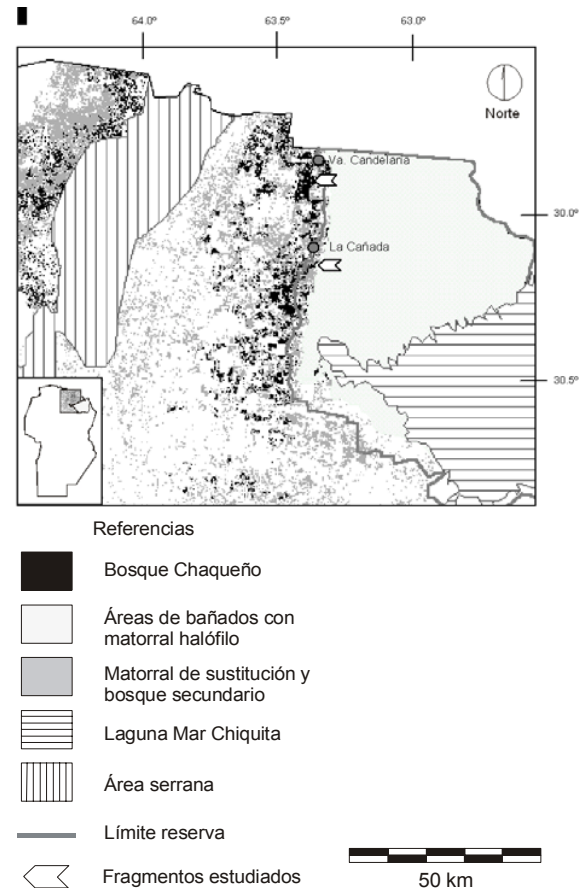 64.0º 63.5º 63.0º
Norte
Va. Candelaria
30.0º
La Cañada
30.5º
Referencias
Bosque Chaqueño
Áreas de bañados con
matorral halófilo
Matorral de sustitución y
bosque secundario
Laguna Mar Chiquita
Área serrana
Límite reserva
Fragmentos estudiados
50 km